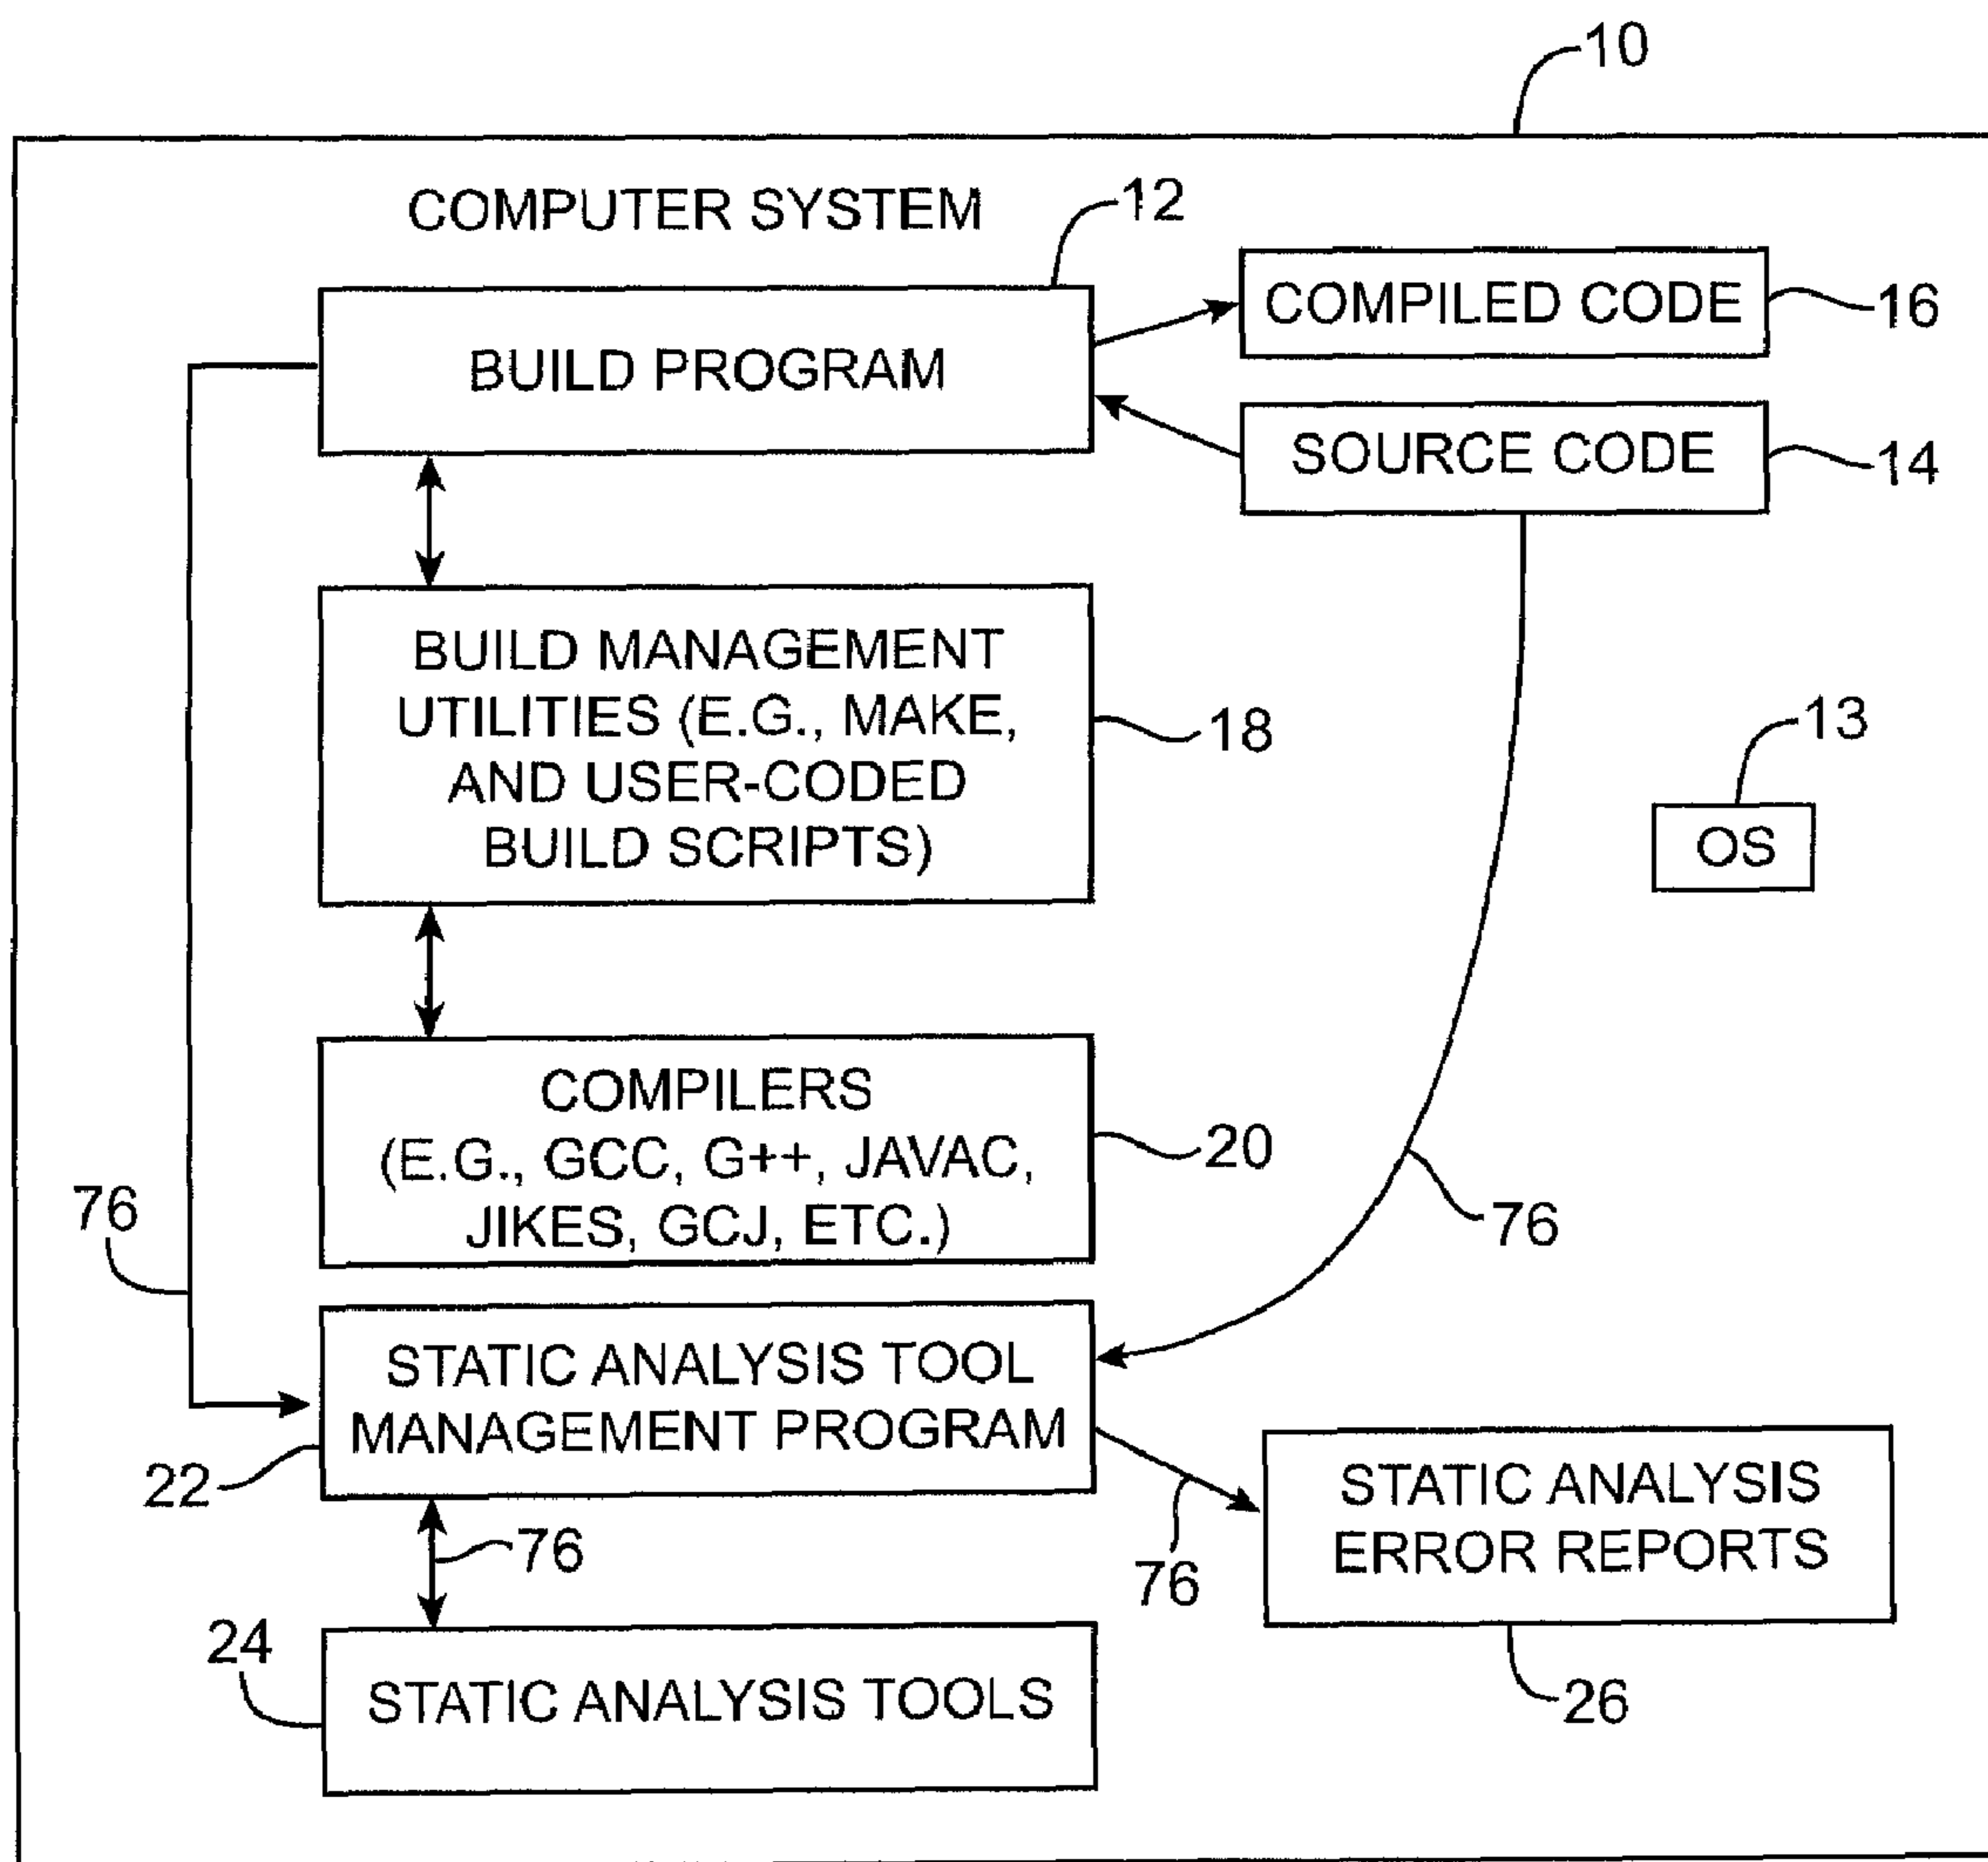 10
COMPUTER SYSTEM
12
COMPILED CODE
16
BUILD PROGRAM
SOURCE CODE
14
BUILD MANAGEMENT
UTILITIES (E.G., MAKE,
AND USER-CODED
BUILD SCRIPTS)
18
13
OS
COMPILERS
(E.G., GCC, G++, JAVAC,
JIKES, GCJ, ETC.)
20
76
76
STATIC ANALYSIS TOOL
MANAGEMENT PROGRAM
22
STATIC ANALYSIS
ERROR REPORTS
76
76
24
STATIC ANALYSIS TOOLS
26